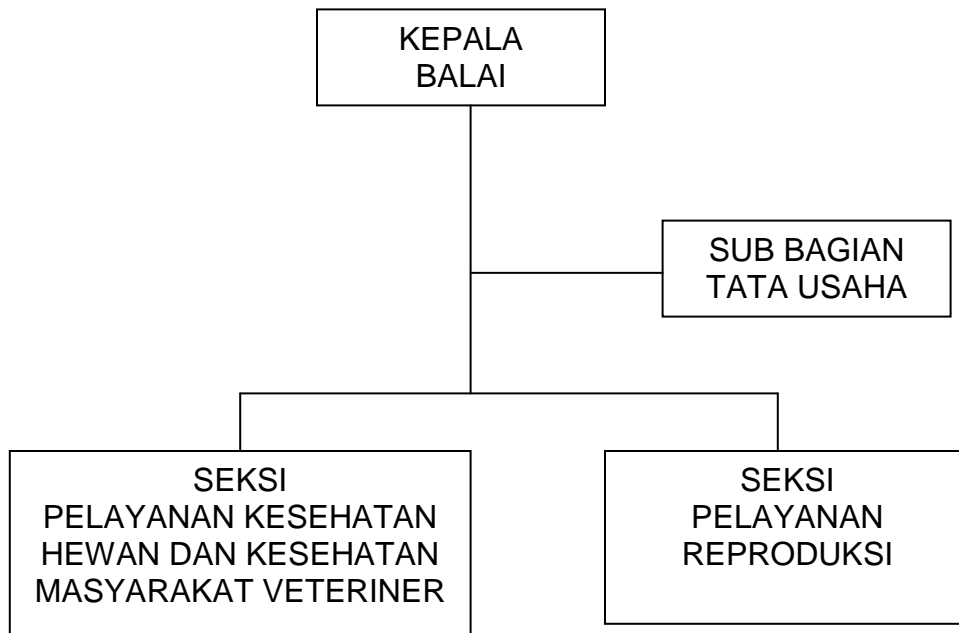 KEPALA
BALAI
SUB BAGIAN
TATA USAHA
SEKSI
PELAYANAN KESEHATAN
HEWAN DAN KESEHATAN
MASYARAKAT VETERINER
SEKSI
PELAYANAN
REPRODUKSI